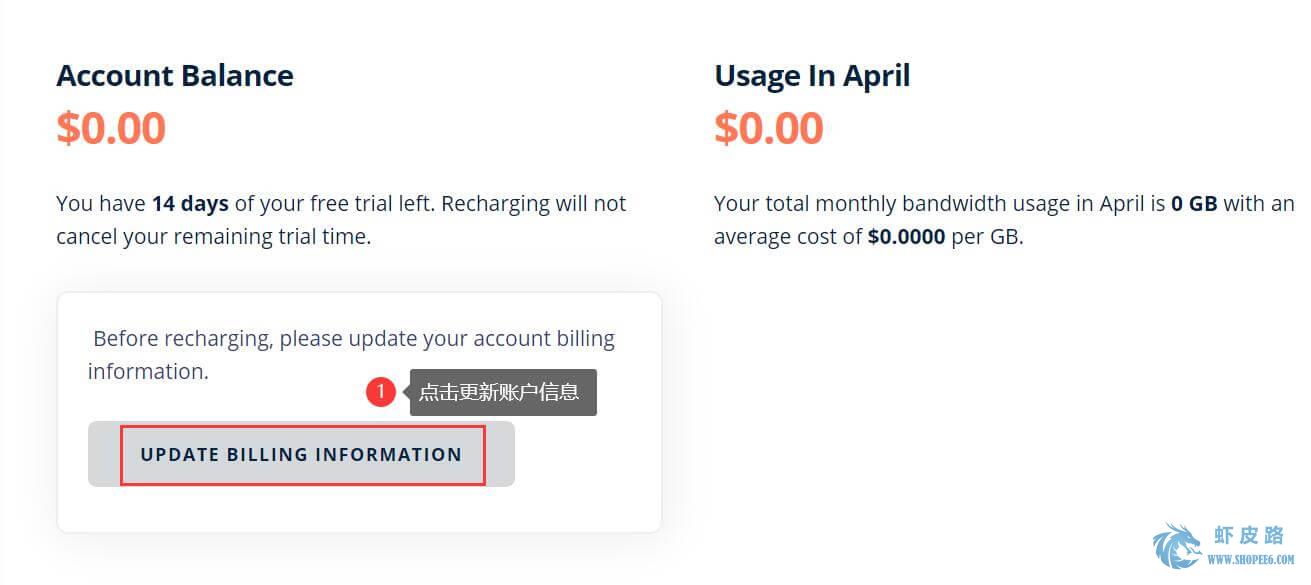 Account Balance
$0.00
You have 14 days of your free trial left. Recharging will not
cancel your remaining trial time.
Before recharging, please update your account billing
information.
1
点击更新账户信息
UPDATE BILLING INFORMATION
Usage In April
$0.00
Your total monthly bandwidth usage in April is 0 GB with an
average cost of $0.0000 per GB.
虾皮路
WWW.SHOPEE6.COM